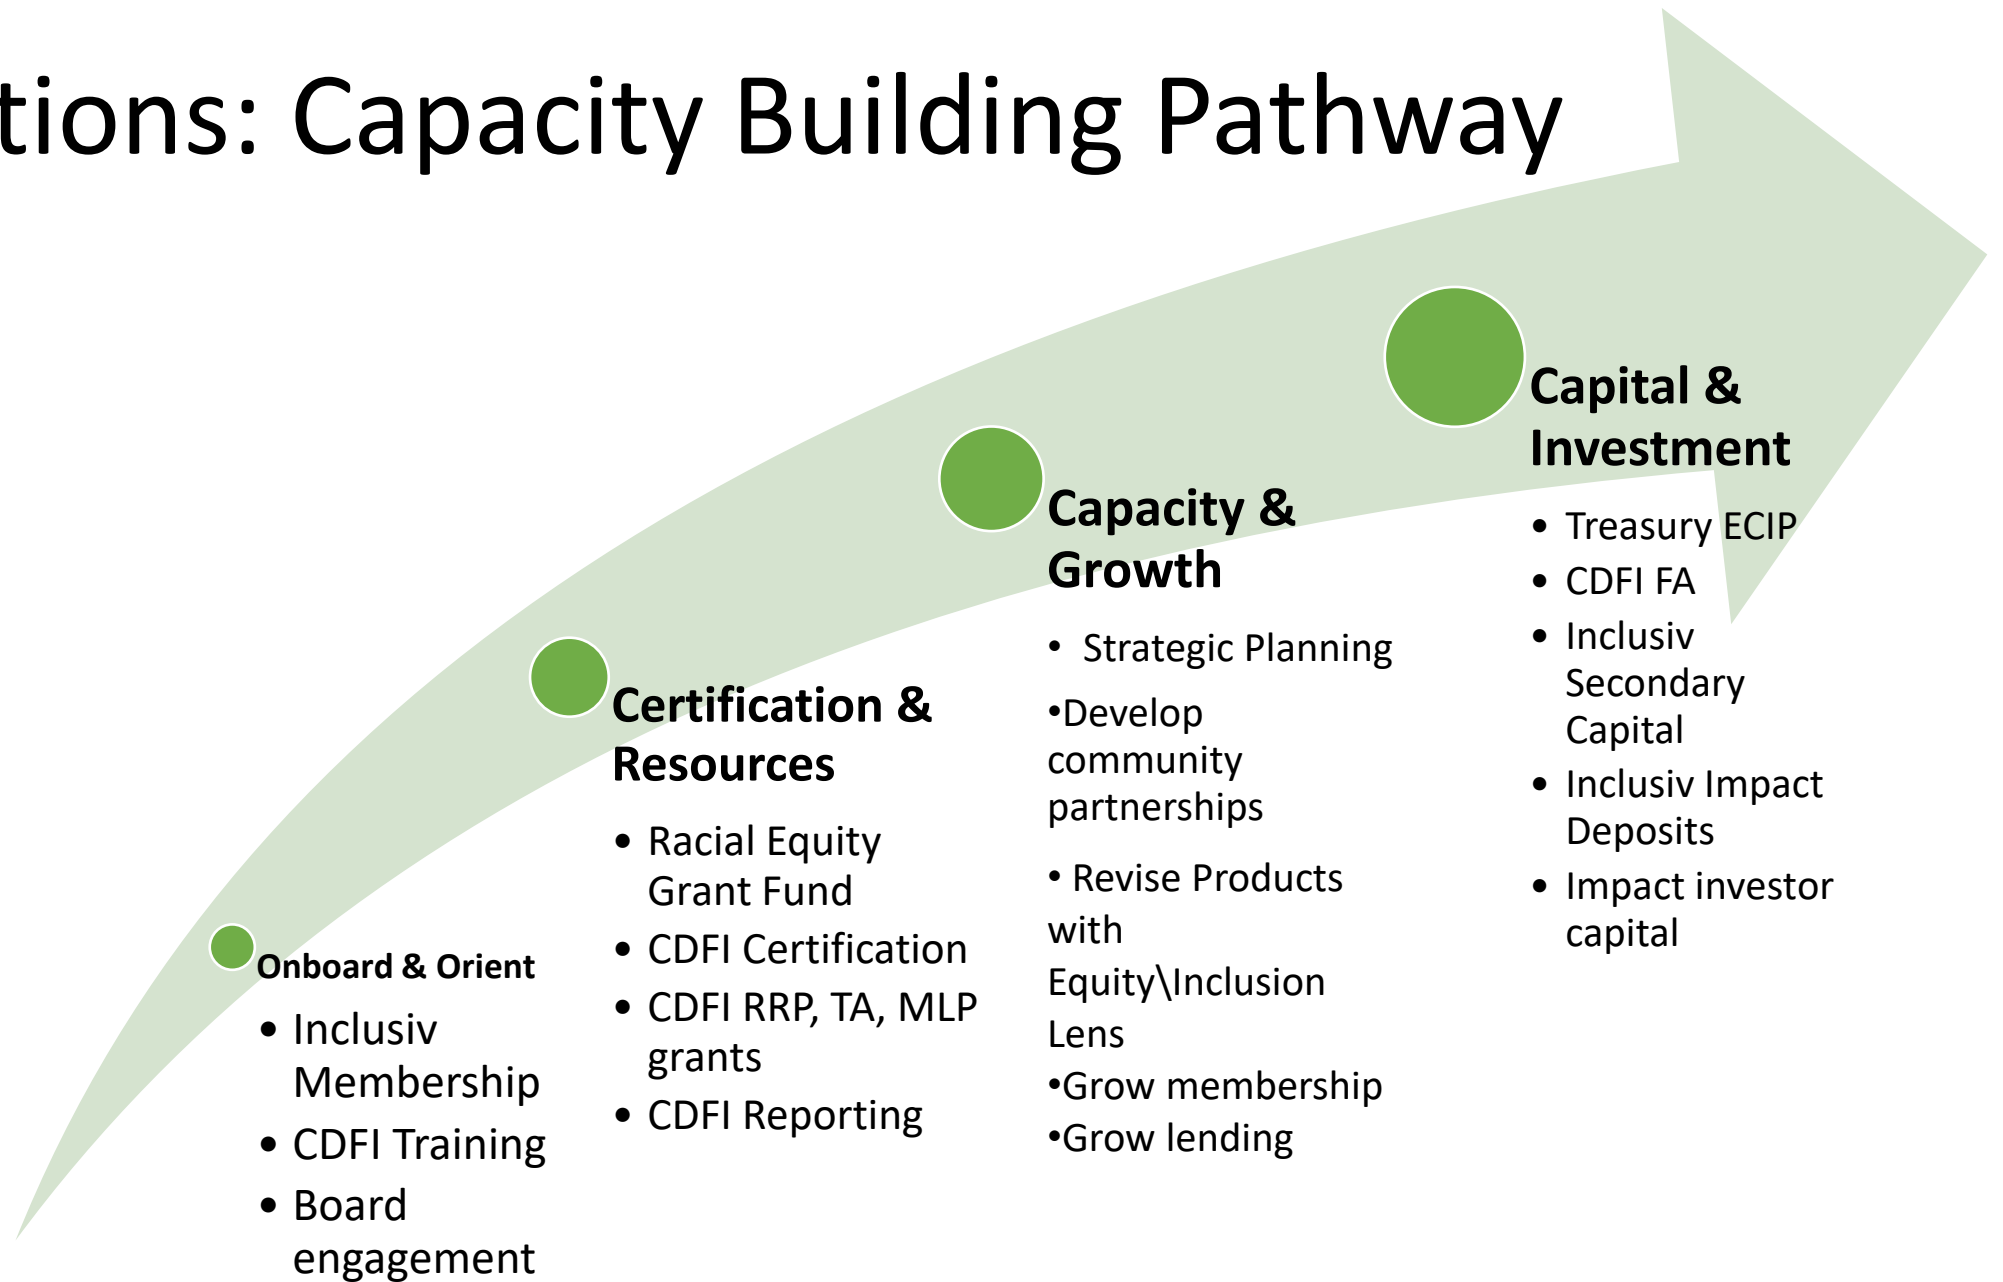 tions: Capacity Building Pathway
Onboard & Orient
• Inclusiv
Membership
• CDFI Training
• Board
engagement
Certification &
Resources
• Racial Equity
Grant Fund
• CDFI Certification
• CDFI RRP, TA, MLP
grants
• CDFI Reporting
Capacity &
Growth
• Strategic Planning
•Develop
community
partnerships
• Revise Products
with
Equity\Inclusion
Lens
•Grow membership
•Grow lending
Capital &
Investment
• Treasury ECIP
• CDFI FA
• Inclusiv
Secondary
Capital
• Inclusiv Impact
Deposits
• Impact investor
capital